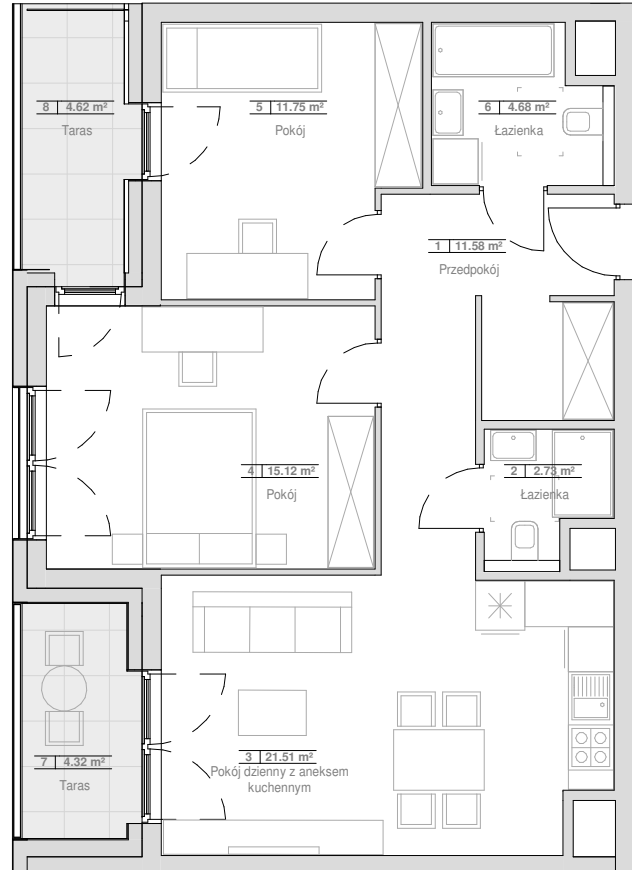 8 4.62 m²
Taras
5 11.75 m²
Pokój
6 4.68 m²
Łazienka
1 11.58 m²
Przedpokój
4 15.12 m²
Pokój
2 2.73 m²
Łazienka
7 4.32 m²
Taras
3 21.51 m²
Pokój dzienny z aneksem
kuchennym